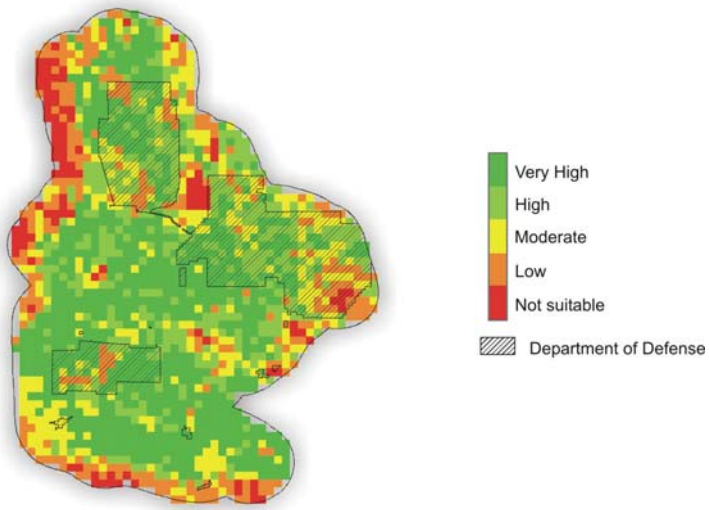 Very High
High
Moderate
Low
Not suitable
Department of Defense